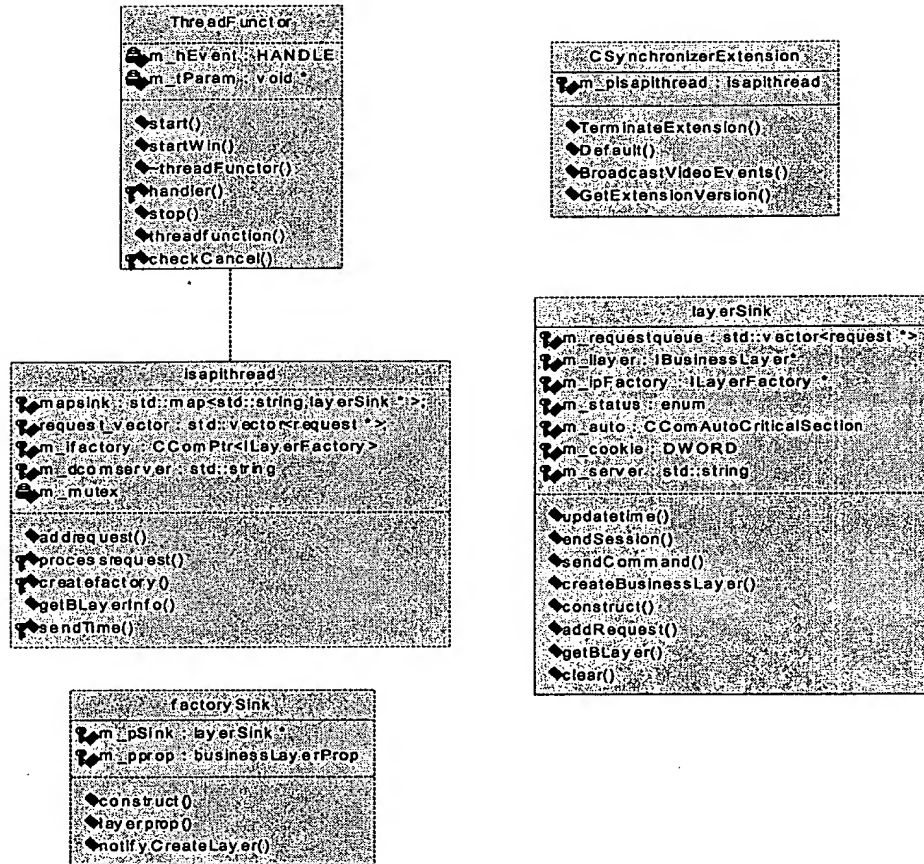 ThreadFunctor
m_hEvent : HANDLE
m_tParam : void *
start()
startWin()
~threadFunctor()
handler()
stop()
threadfunction()
checkCancel()
CSynchronizerExtension
m_pisapithread : isapithread
TerminateExtension()
Default()
BroadcastVideoEvents()
GetExtensionVersion()
isapithread
mapsink : std::map<std::string,layerSink * >
request_vector : std::vector<request * >
m_ifactory : CComPtr<ILayerFactory>
m_dcomserver : std::string
m_mutex
addrequest()
processrequest()
createfactory()
getBLayerInfo()
sendTime()
layerSink
m_requestqueue : std::vector<request *>
m_ilayer : IBusinessLayer*
m_ipFactory : ILayerFactory *
m_status : enum
m_auto : CComAutoCriticalSection
m_cookie : DWORD
m_server : std::string
updatetime()
endSession()
sendCommand()
createBusinessLayer()
construct()
addRequest()
getBLayer()
clear()
factorySink
m_pSink : layerSink *
m_pprop : businessLayerProp
construct()
layerprop()
notifyCreateLayer()